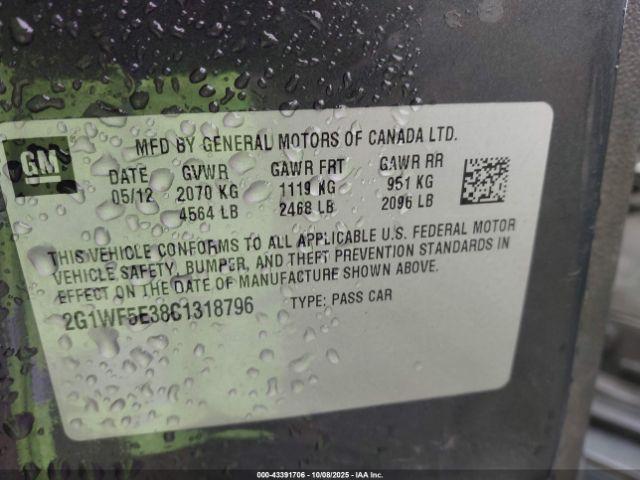 GM
MFD BY GENERAL MOTORS OF CANADA LTD.
DATE GVWR GAWR FRT GAWR RR
05/12 2070 KG 1119 KG 951 KG
4564 LB 2468 LB 2096 LB
THIS VEHICLE CONFORMS TO ALL APPLICABLE U.S. FEDERAL MOTOR
VEHICLE SAFETY, BUMPER, AND THEFT PREVENTION STANDARDS IN
EFFECT ON THE DATE OF MANUFACTURE SHOWN ABOVE.
2G1WF5E38C1318796 TYPE: PASS CAR
000-43391706 - 10/08/2025 - IAA Inc.